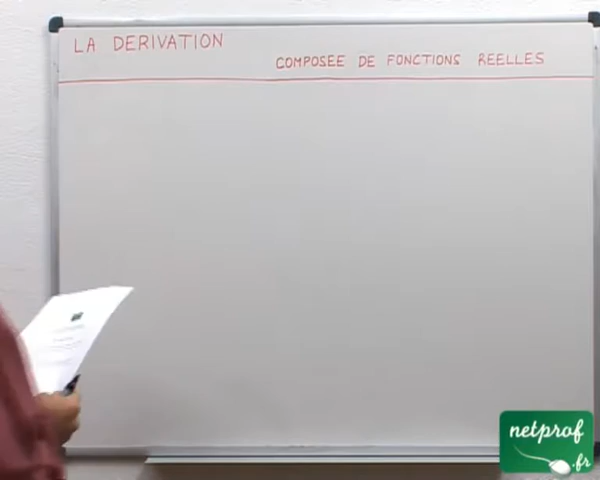 LA DERIVATION
COMPOSEE DE FONCTIONS REELLES
netprof
.fr